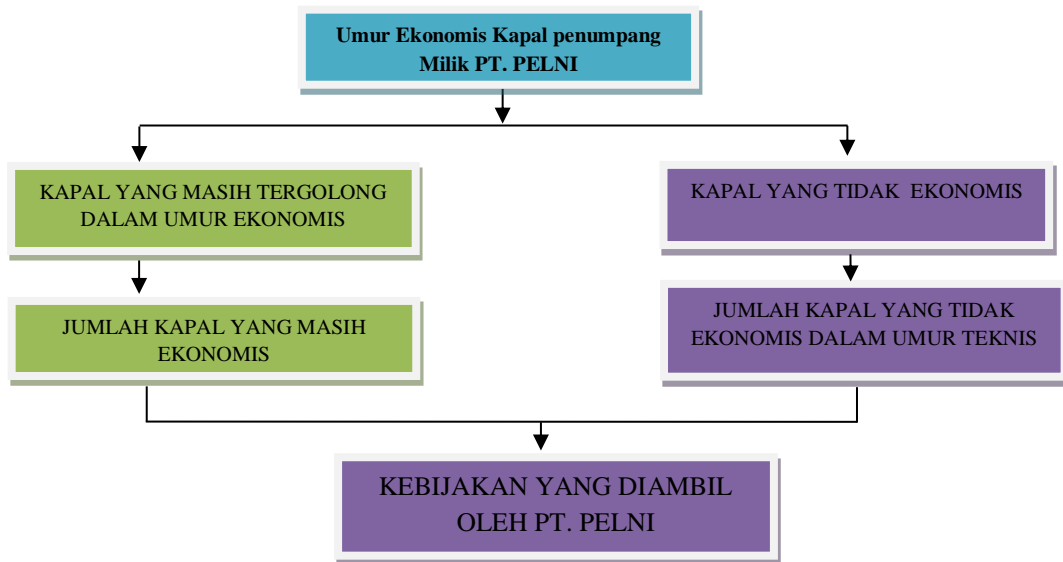 Umur Ekonomis Kapal penumpang
Milik PT. PELNI
KAPAL YANG MASIH TERGOLONG
DALAM UMUR EKONOMIS
KAPAL YANG TIDAK EKONOMIS
JUMLAH KAPAL YANG MASIH
EKONOMIS
JUMLAH KAPAL YANG TIDAK
EKONOMIS DALAM UMUR TEKNIS
KEBIJAKAN YANG DIAMBIL
OLEH PT. PELNI